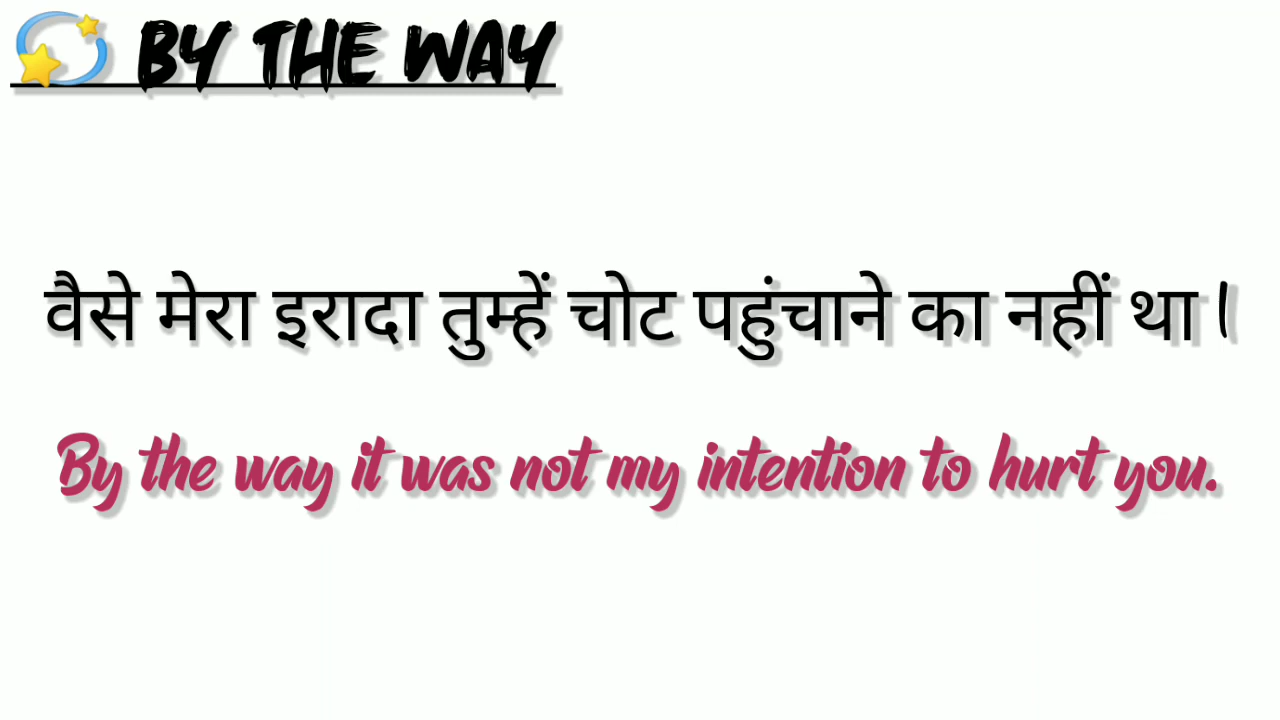 💫 BY THE WAY
वैसे मेरा इरादा तुम्हें चोट पहुंचाने का नहीं था।
By the way it was not my intention to hurt you.